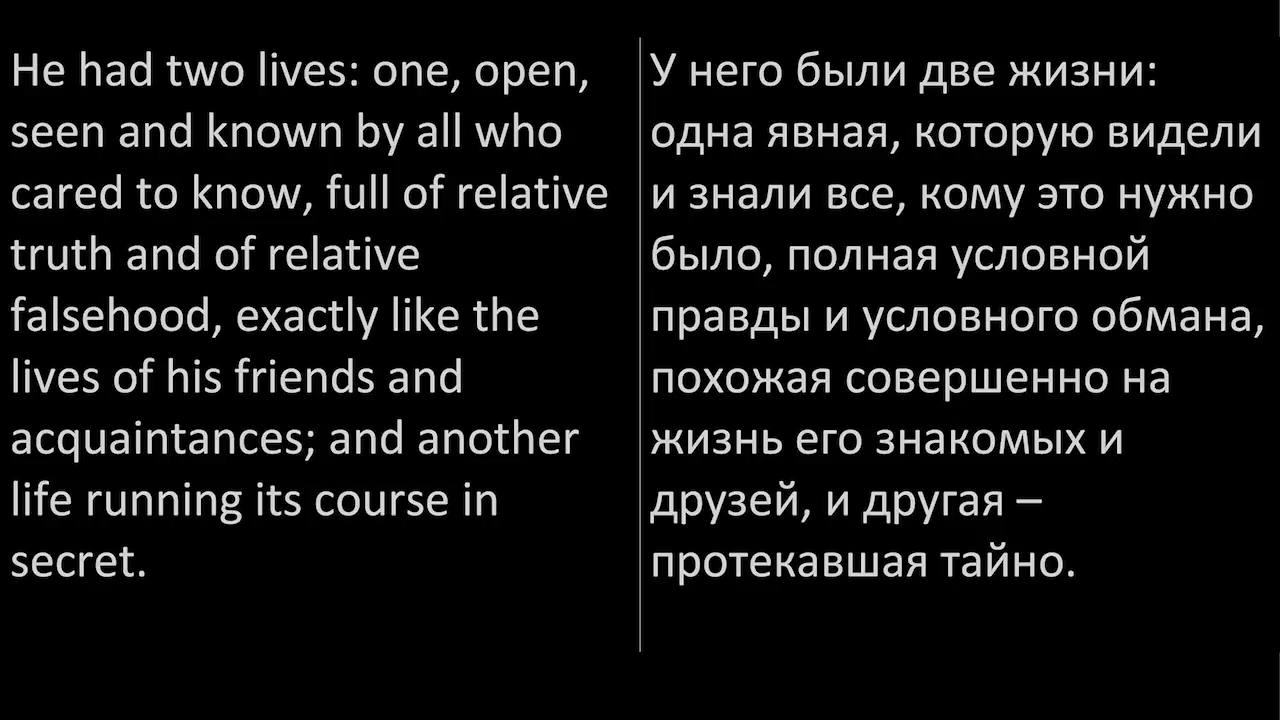 He had two lives: one, open,
seen and known by all who
cared to know, full of relative
truth and of relative
falsehood, exactly like the
lives of his friends and
acquaintances; and another
life running its course in
secret.
У него были две жизни:
одна явная, которую видели
и знали все, кому это нужно
было, полная условной
правды и условного обмана,
похожая совершенно на
жизнь его знакомых и
друзей, и другая –
протекавшая тайно.